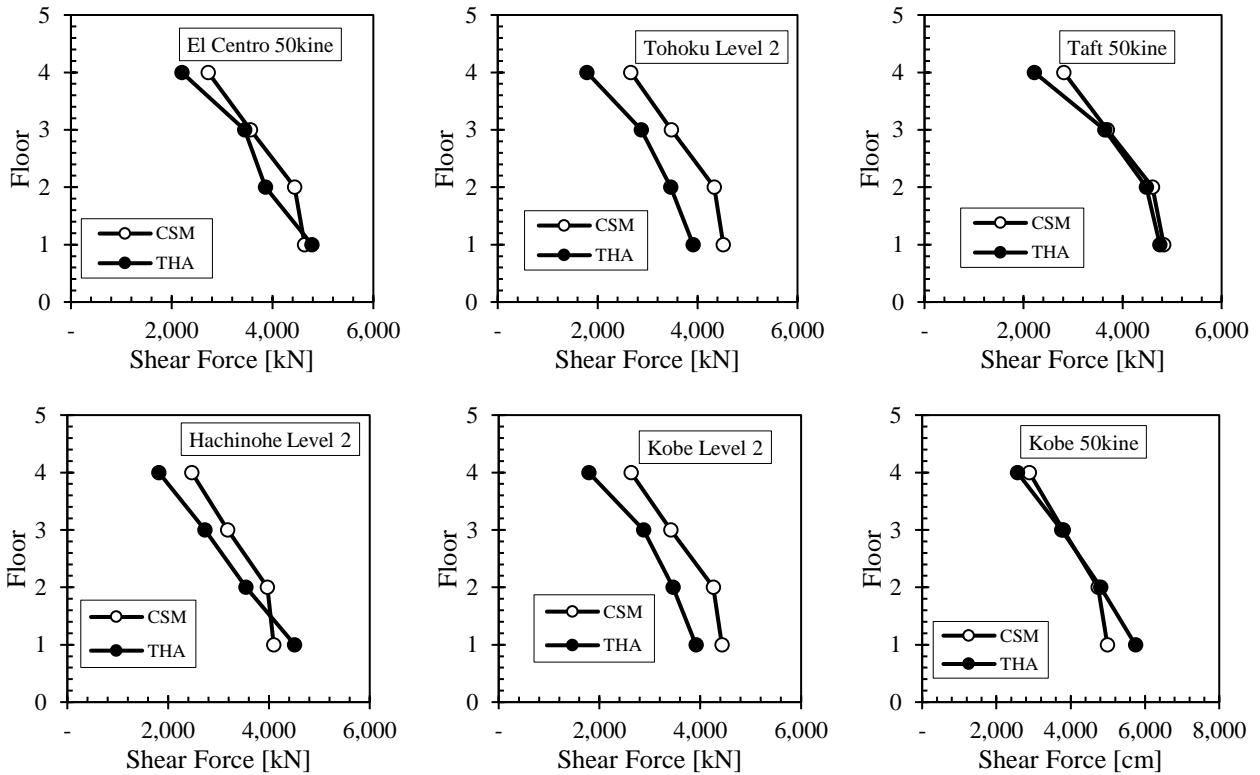 El Centro 50kine
5
4
3
2
1
0
Floor
CSM
THA
-
2,000
4,000
6,000
Shear Force [kN]
Tohoku Level 2
5
4
3
2
1
0
Floor
CSM
THA
-
2,000
4,000
6,000
Shear Force [kN]
Taft 50kine
5
4
3
2
1
0
Floor
CSM
THA
-
2,000
4,000
6,000
Shear Force [kN]
Hachinohe Level 2
5
4
3
2
1
0
Floor
CSM
THA
-
2,000
4,000
6,000
Shear Force [kN]
Kobe Level 2
5
4
3
2
1
0
Floor
CSM
THA
-
2,000
4,000
6,000
Shear Force [kN]
Kobe 50kine
5
4
3
2
1
0
Floor
CSM
THA
-
2,000
4,000
6,000
8,000
Shear Force [cm]